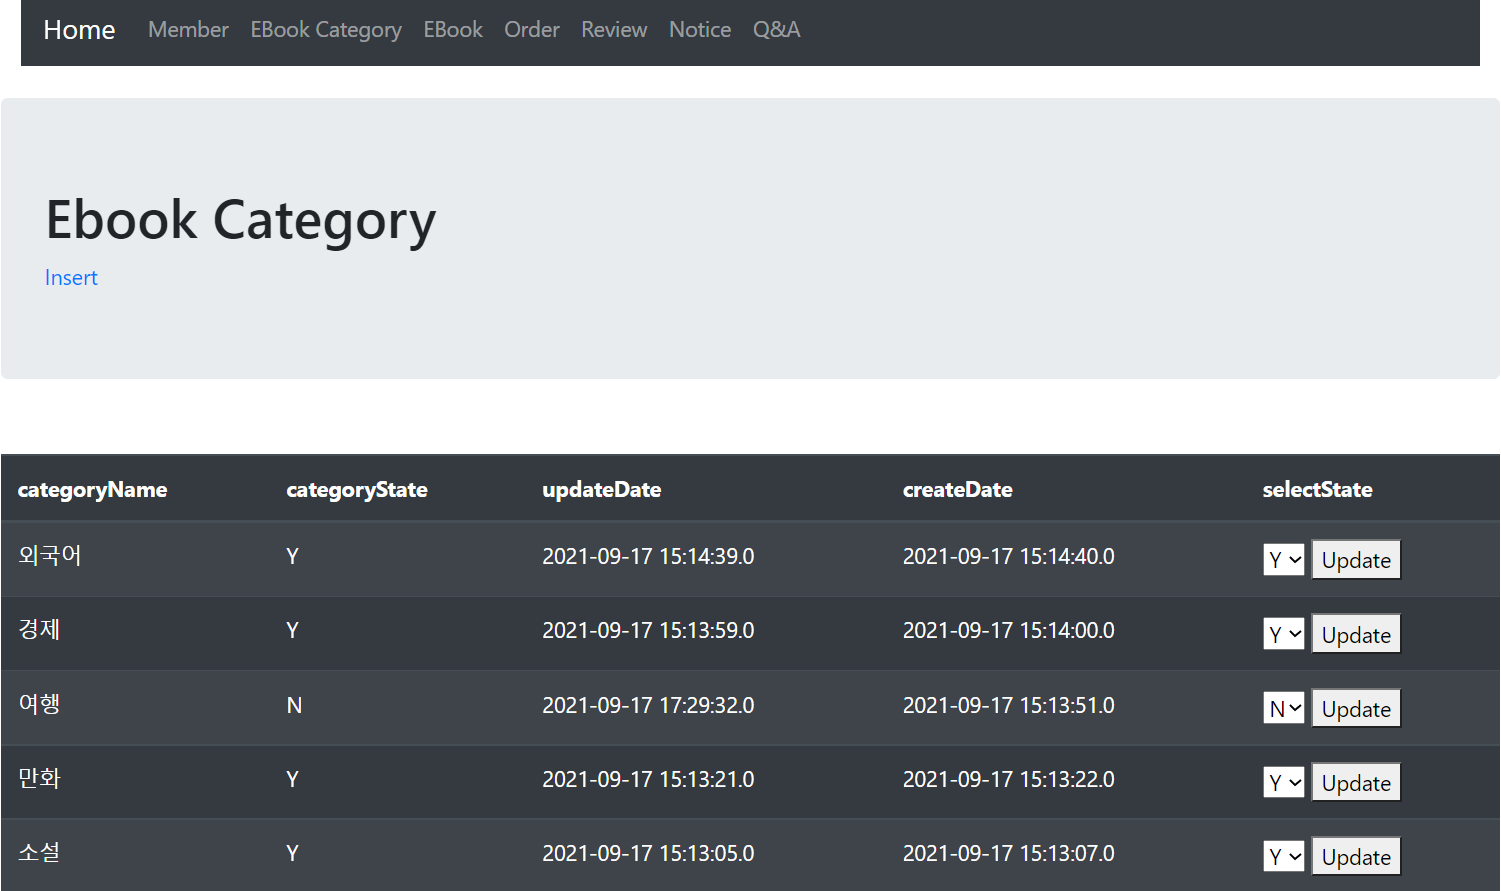 Home Member EBook Category EBook Order Review Notice Q&A
Ebook Category
Insert
categoryName categoryState updateDate createDate selectState
외국어 Y 2021-09-17 15:14:39.0 2021-09-17 15:14:40.0 Y Update
경제 Y 2021-09-17 15:13:59.0 2021-09-17 15:14:00.0 Y Update
여행 N 2021-09-17 17:29:32.0 2021-09-17 15:13:51.0 N Update
만화 Y 2021-09-17 15:13:21.0 2021-09-17 15:13:22.0 Y Update
소설 Y 2021-09-17 15:13:05.0 2021-09-17 15:13:07.0 Y Update